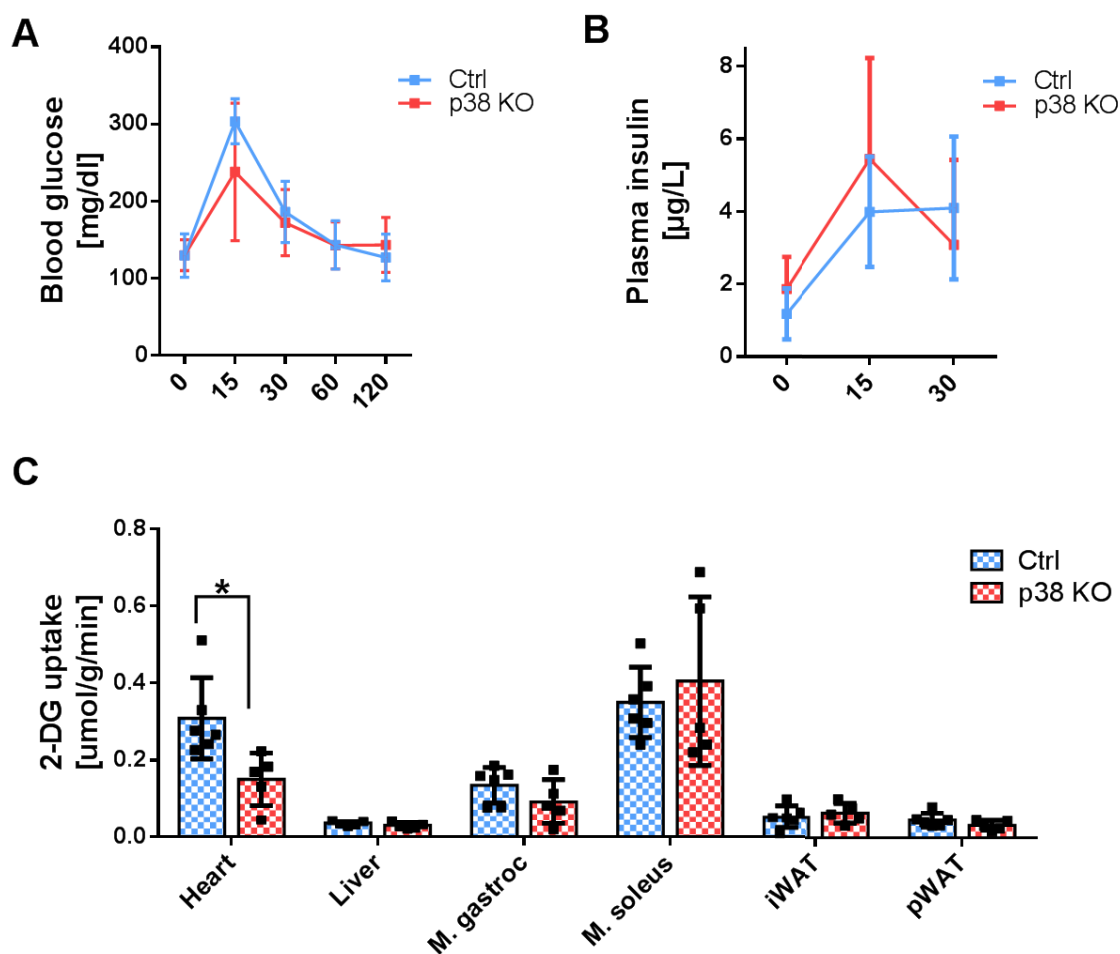 A
Blood glucose
[mg/dl]
400
300
200
100
0
0 15 30 60 120
Ctrl
p38 KO
B
Plasma insulin
[µg/L]
8
6
4
2
0
0 15 30
Ctrl
p38 KO
C
2-DG uptake
[umol/g/min]
0.8
0.6
0.4
0.2
0.0
*
Heart Liver M. gastroc M. soleus iWAT pWAT
Ctrl
p38 KO